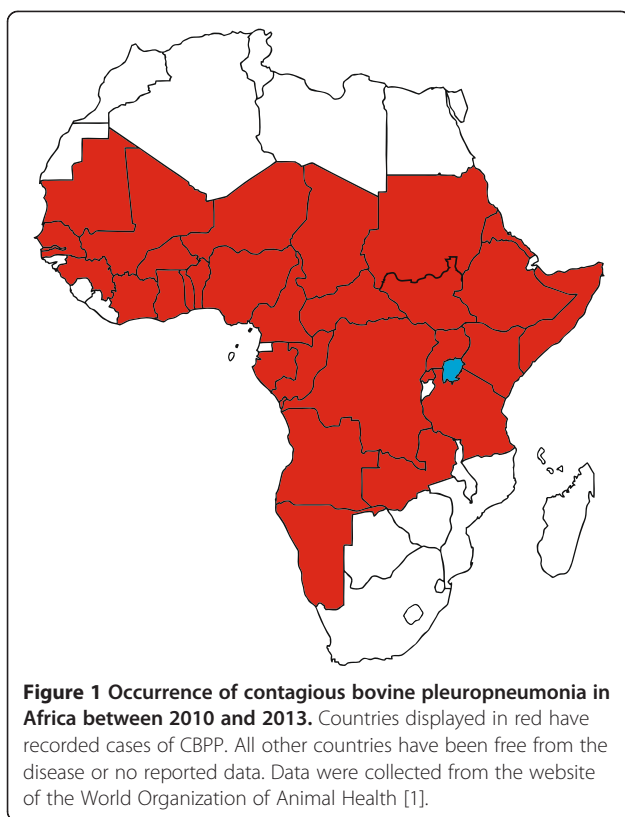 Figure 1 Occurrence of contagious bovine pleuropneumonia in
Africa between 2010 and 2013. Countries displayed in red have
recorded cases of CBPP. All other countries have been free from the
disease or no reported data. Data were collected from the website
of the World Organization of Animal Health [1].